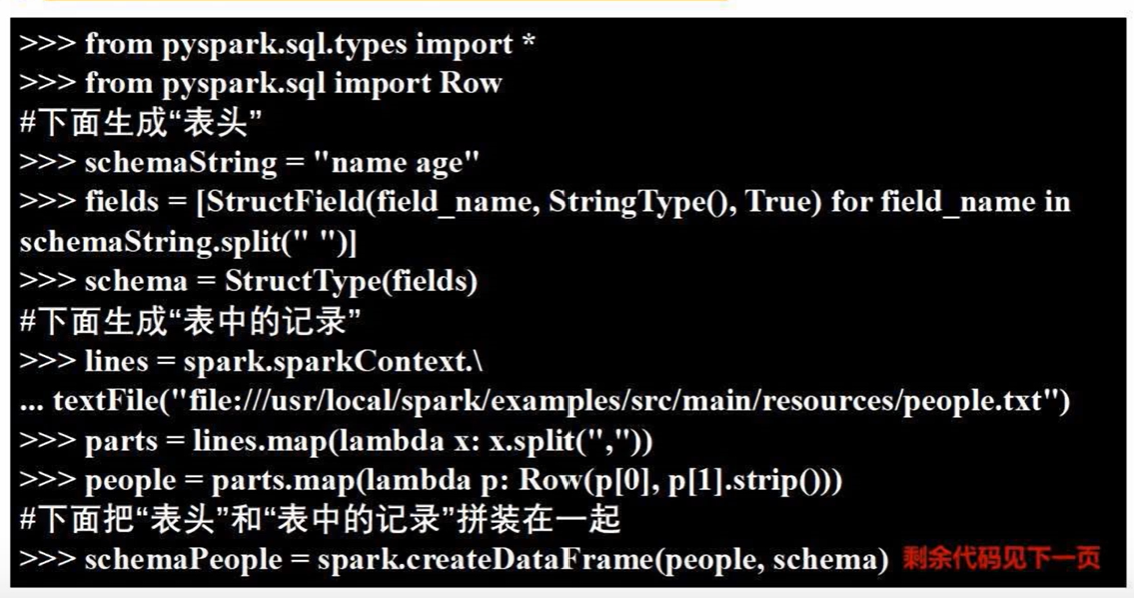 >>> from pyspark.sql.types import *
>>> from pyspark.sql import Row
#下面生成“表头”
>>> schemaString = "name age"
>>> fields = [StructField(field_name, StringType(), True) for field_name in
schemaString.split(" ")]
>>> schema = StructType(fields)
#下面生成“表中的记录”
>>> lines = spark.sparkContext.\
... textFile("file:///usr/local/spark/examples/src/main/resources/people.txt")
>>> parts = lines.map(lambda x: x.split(","))
>>> people = parts.map(lambda p: Row(p[0], p[1].strip()))
#下面把“表头”和“表中的记录”拼装在一起
>>> schemaPeople = spark.createDataFrame(people, schema) 剩余代码见下一页